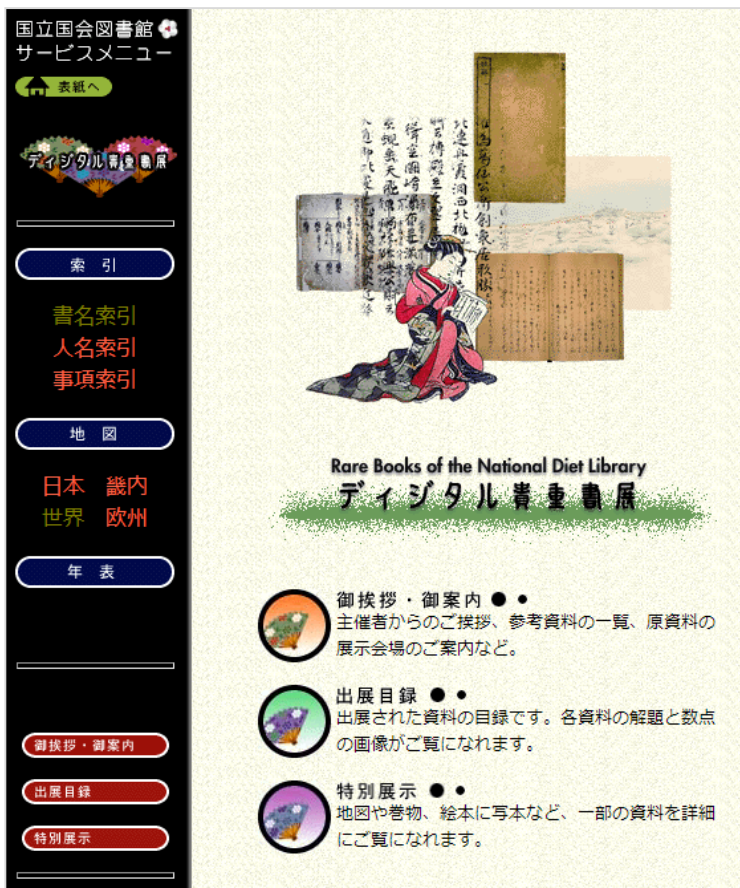 国立国会図書館
サービスメニュー
表紙へ
ディジタル貴重書展
索引
書名索引
人名索引
事項索引
地図
日本 畿内
世界 欧州
年表
御挨拶・御案内
出展目録
特別展示
Rare Books of the National Diet Library
ディジタル貴重書展
御挨拶・御案内 ● ●
主催者からのご挨拶、参考資料の一覧、原資料の
展示会場のご案内など。
出展目録 ● ●
出展された資料の目録です。各資料の解題と数点
の画像がご覧になれます。
特別展示 ● ●
地図や巻物、絵本に写本など、一部の資料を詳細
にご覧になれます。